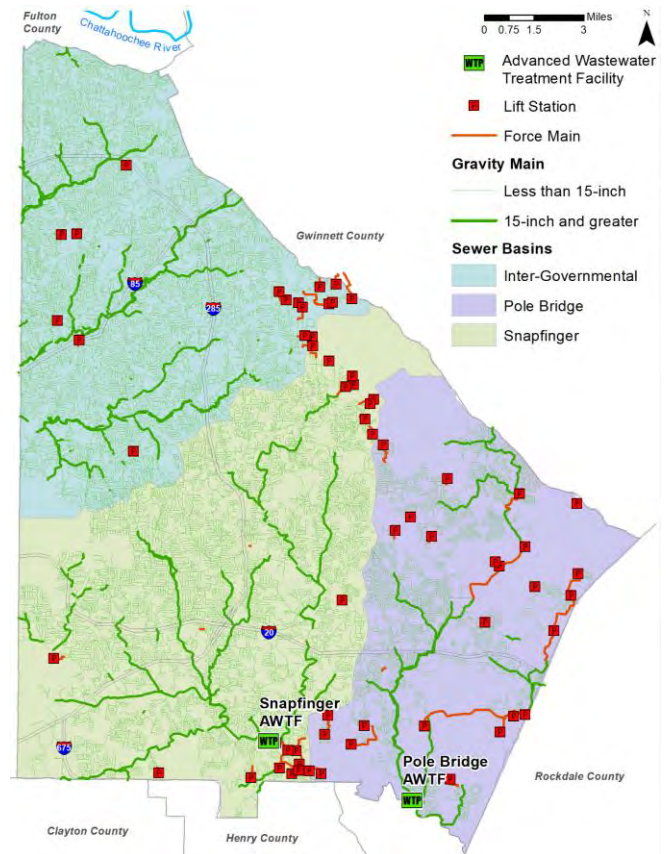 Fulton
County
Chattahoochee River
Miles
0 0.75 1.5 3
WTP Advanced Wastewater
Treatment Facility
Lift Station
Force Main
Gravity Main
Less than 15-inch
15-inch and greater
Sewer Basins
Inter-Governmental
Pole Bridge
Snapfinger
Gwinnett County
85
285
20
Snapfinger
AWTF
WTP
675
Pole Bridge
AWTF
WTP
Rockdale County
Clayton County
Henry County